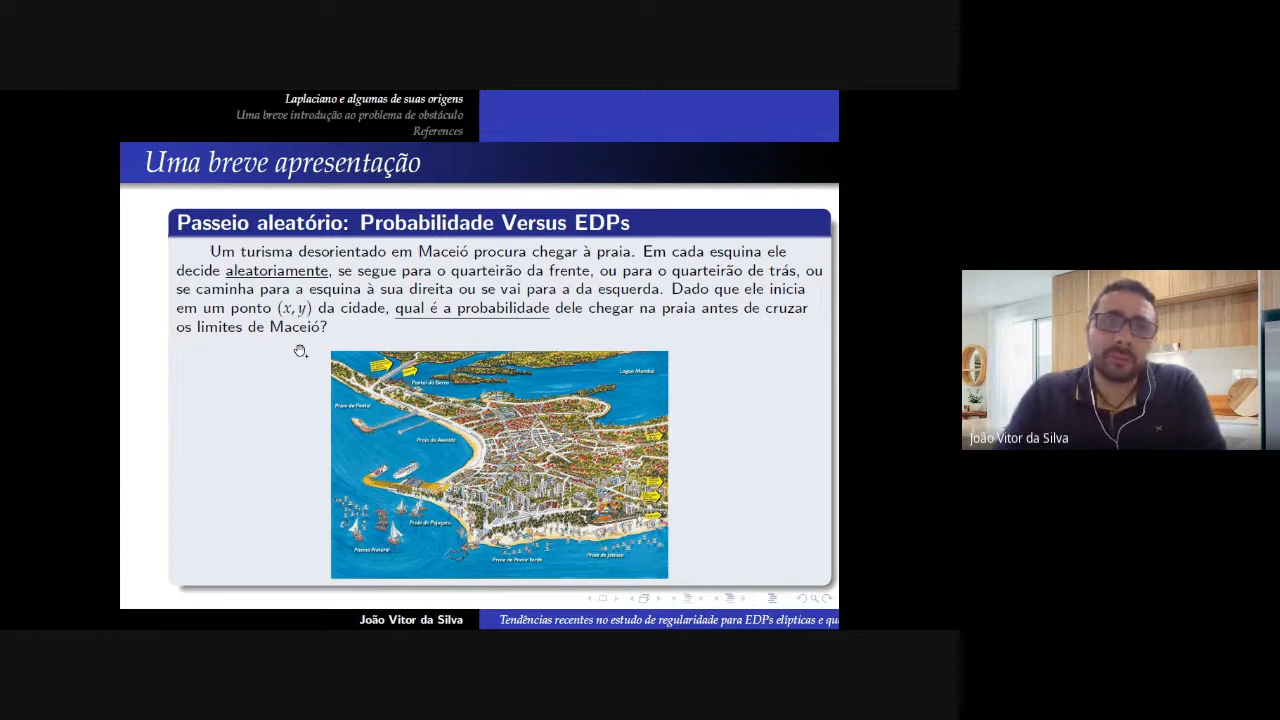 Laplaciano e algumas de suas origens
Uma breve introdução ao problema de obstáculo
References
Uma breve apresentação
Passeio aleatório: Probabilidade Versus EDPs
Um turisma desorientado em Maceió procura chegar à praia. Em cada esquina ele
decide aleatoriamente, se segue para o quarteirão da frente, ou para o quarteirão de trás, ou
se caminha para a esquina à sua direita ou se vai para a da esquerda. Dado que ele inicia
em um ponto (x, y) da cidade, qual é a probabilidade dele chegar na praia antes de cruzar
os limites de Maceió?
Lagoa Mundaú
Pontal da Barra
Praia do Pontal
Praia da Avenida
Praia de Pajuçara
Piscina Natural
Praia de Ponta Verde
Praia de Jatiúca
João Vitor da Silva
João Vitor da Silva
Tendências recentes no estudo de regularidade para EDPs elípticas e qu